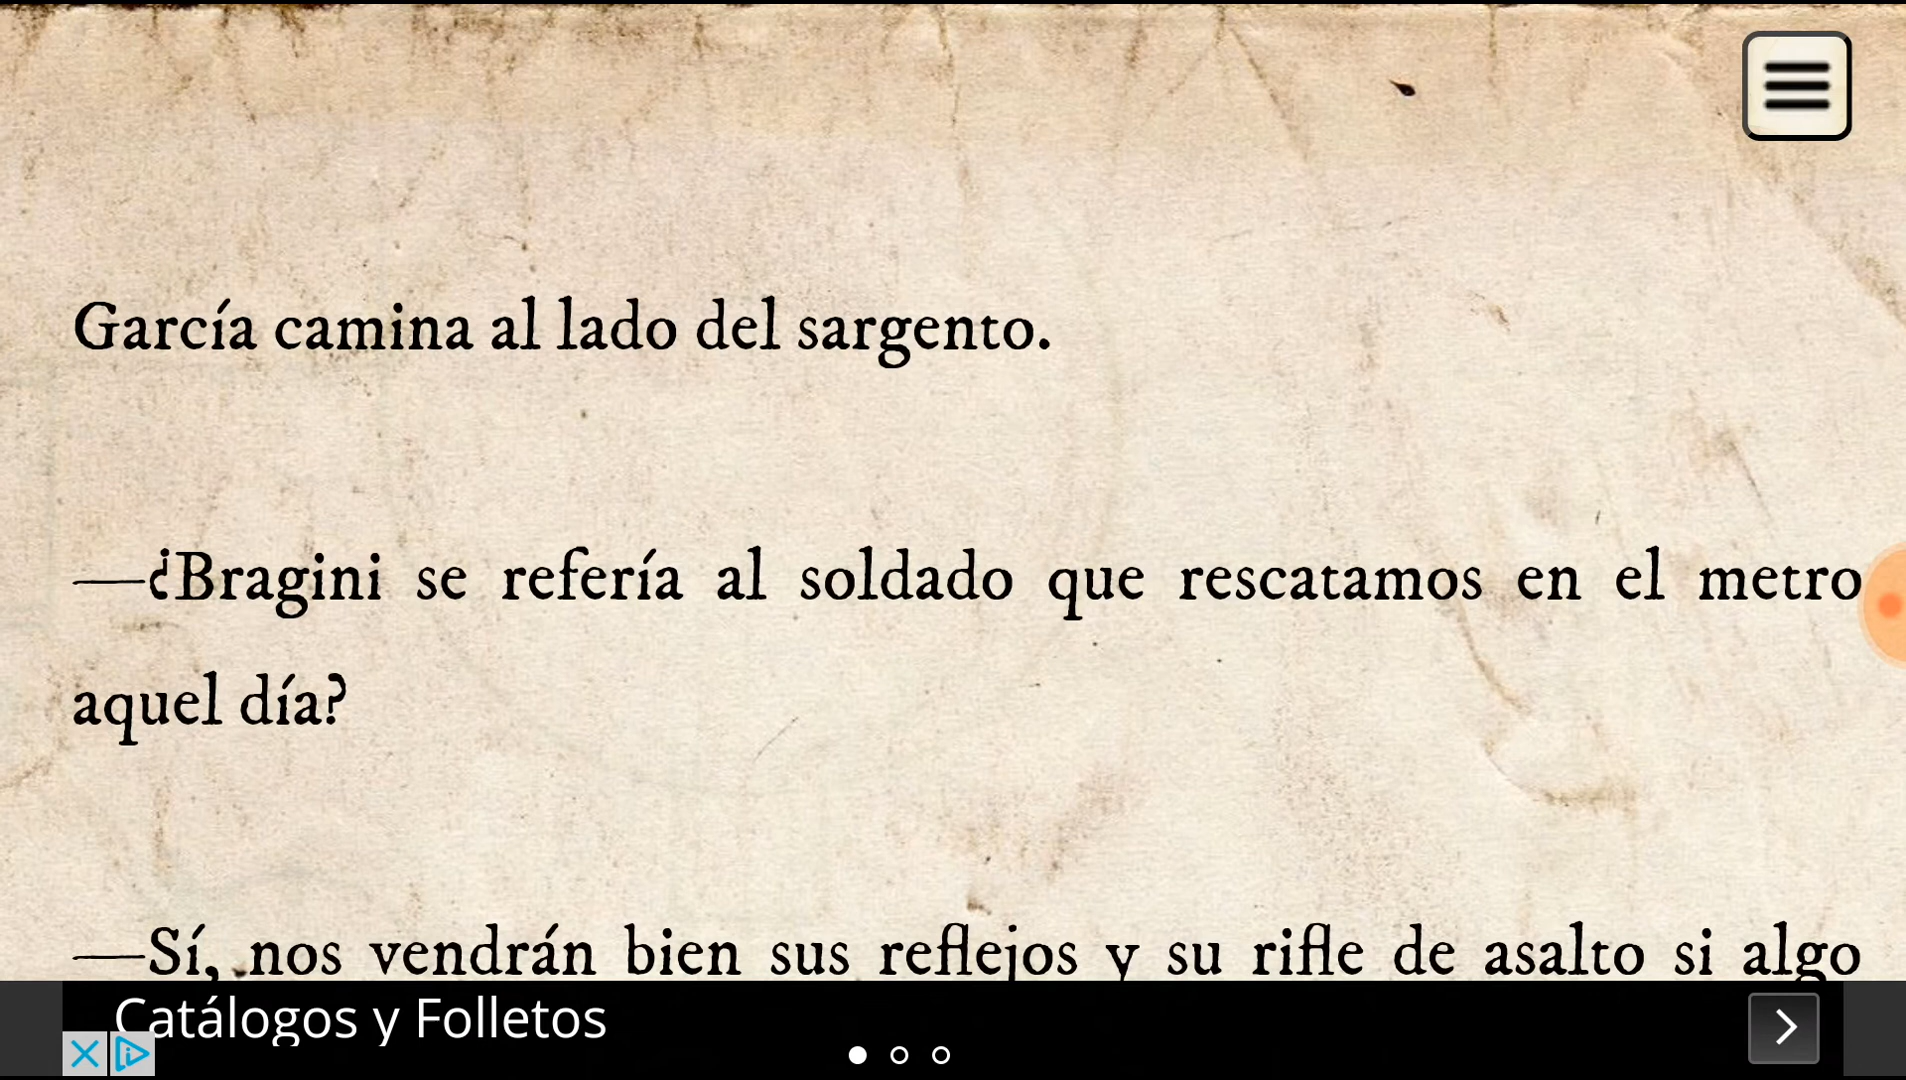 García camina al lado del sargento.
—¿Bragini se refería al soldado que rescatamos en el metro
aquel día?
—Sí, nos vendrán bien sus reflejos y su rifle de asalto si algo
Catálogos y Folletos